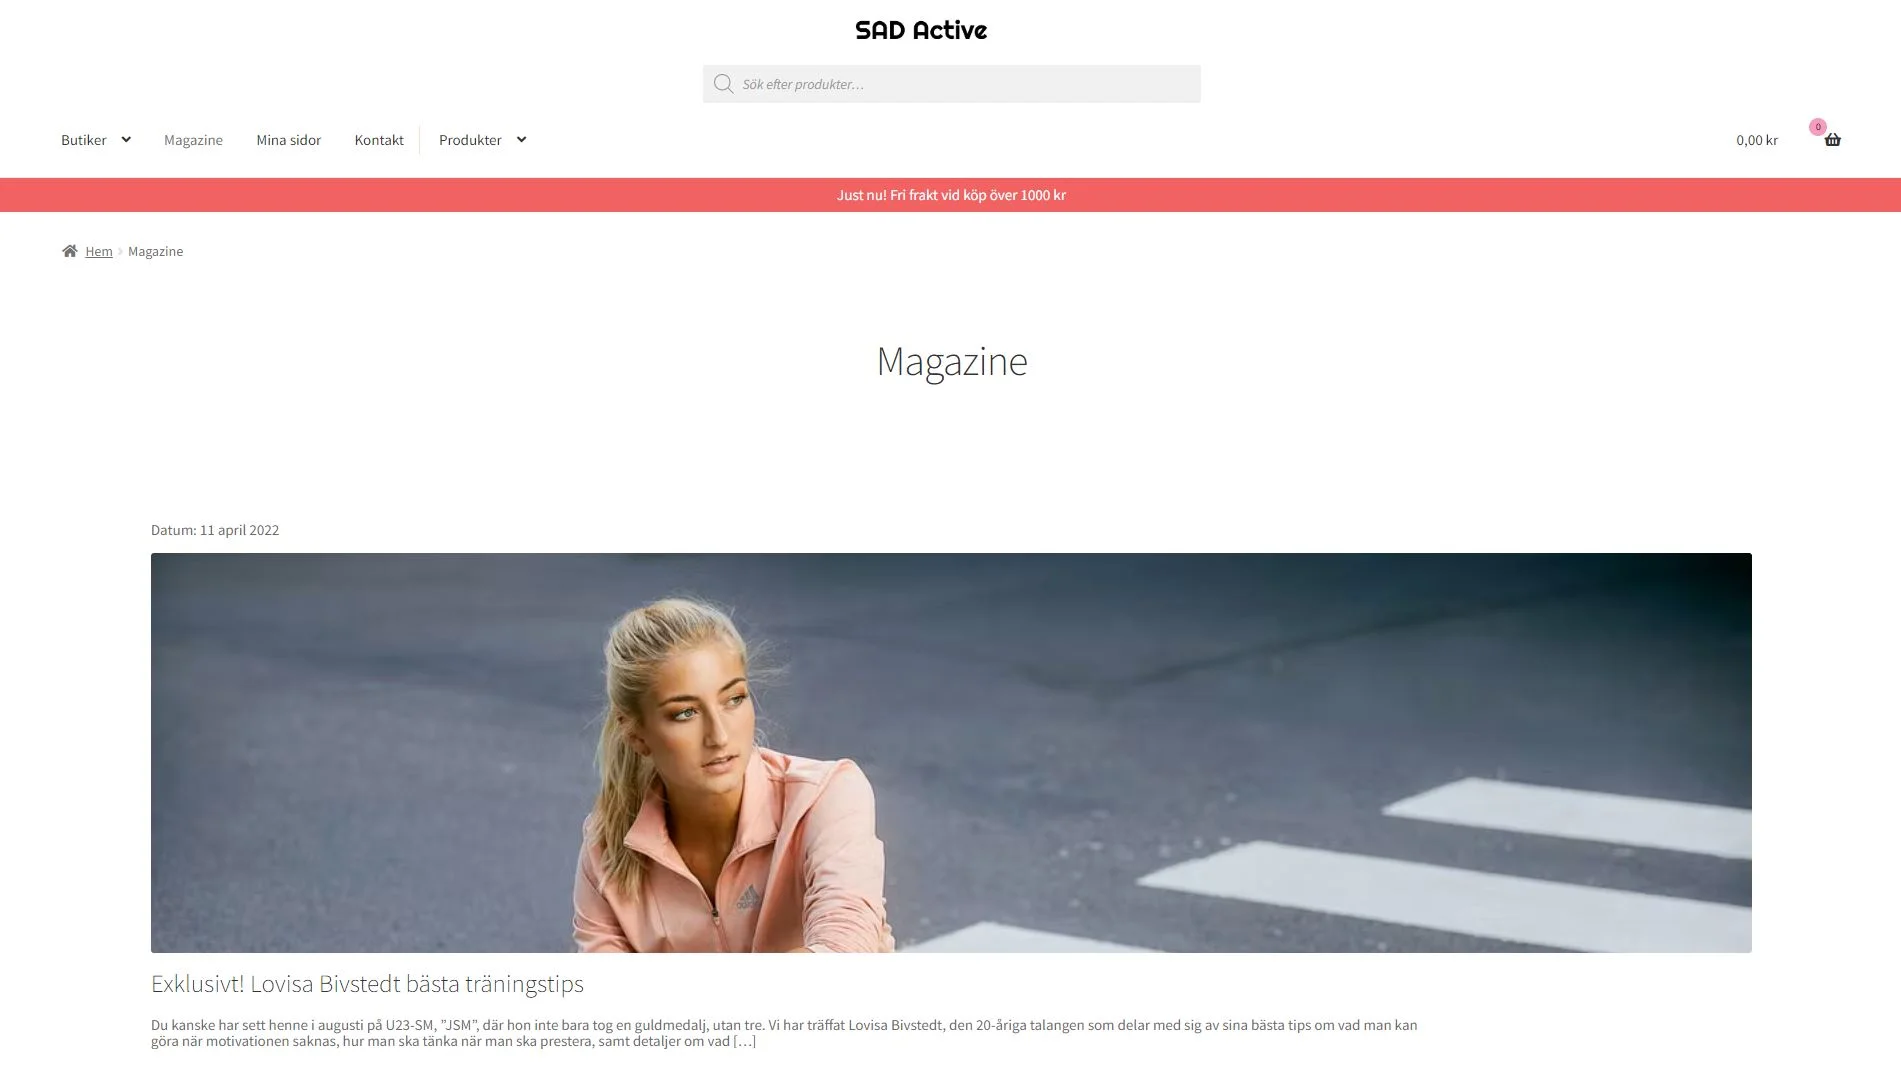 SAD Active
Sök efter produkter…
Butiker Magazine Mina sidor Kontakt Produkter 0,00 kr 0
Just nu! Fri frakt vid köp över 1000 kr
Hem Magazine
Magazine
Datum: 11 april 2022
adidas
Exklusivt! Lovisa Bivstedt bästa träningstips
Du kanske har sett henne i augusti på U23-SM, ”JSM”, där hon inte bara tog en guldmedalj, utan tre. Vi har träffat Lovisa Bivstedt, den 20-åriga talangen som delar med sig av sina bästa tips om vad man kan
göra när motivationen saknas, hur man ska tänka när man ska prestera, samt detaljer om vad […]